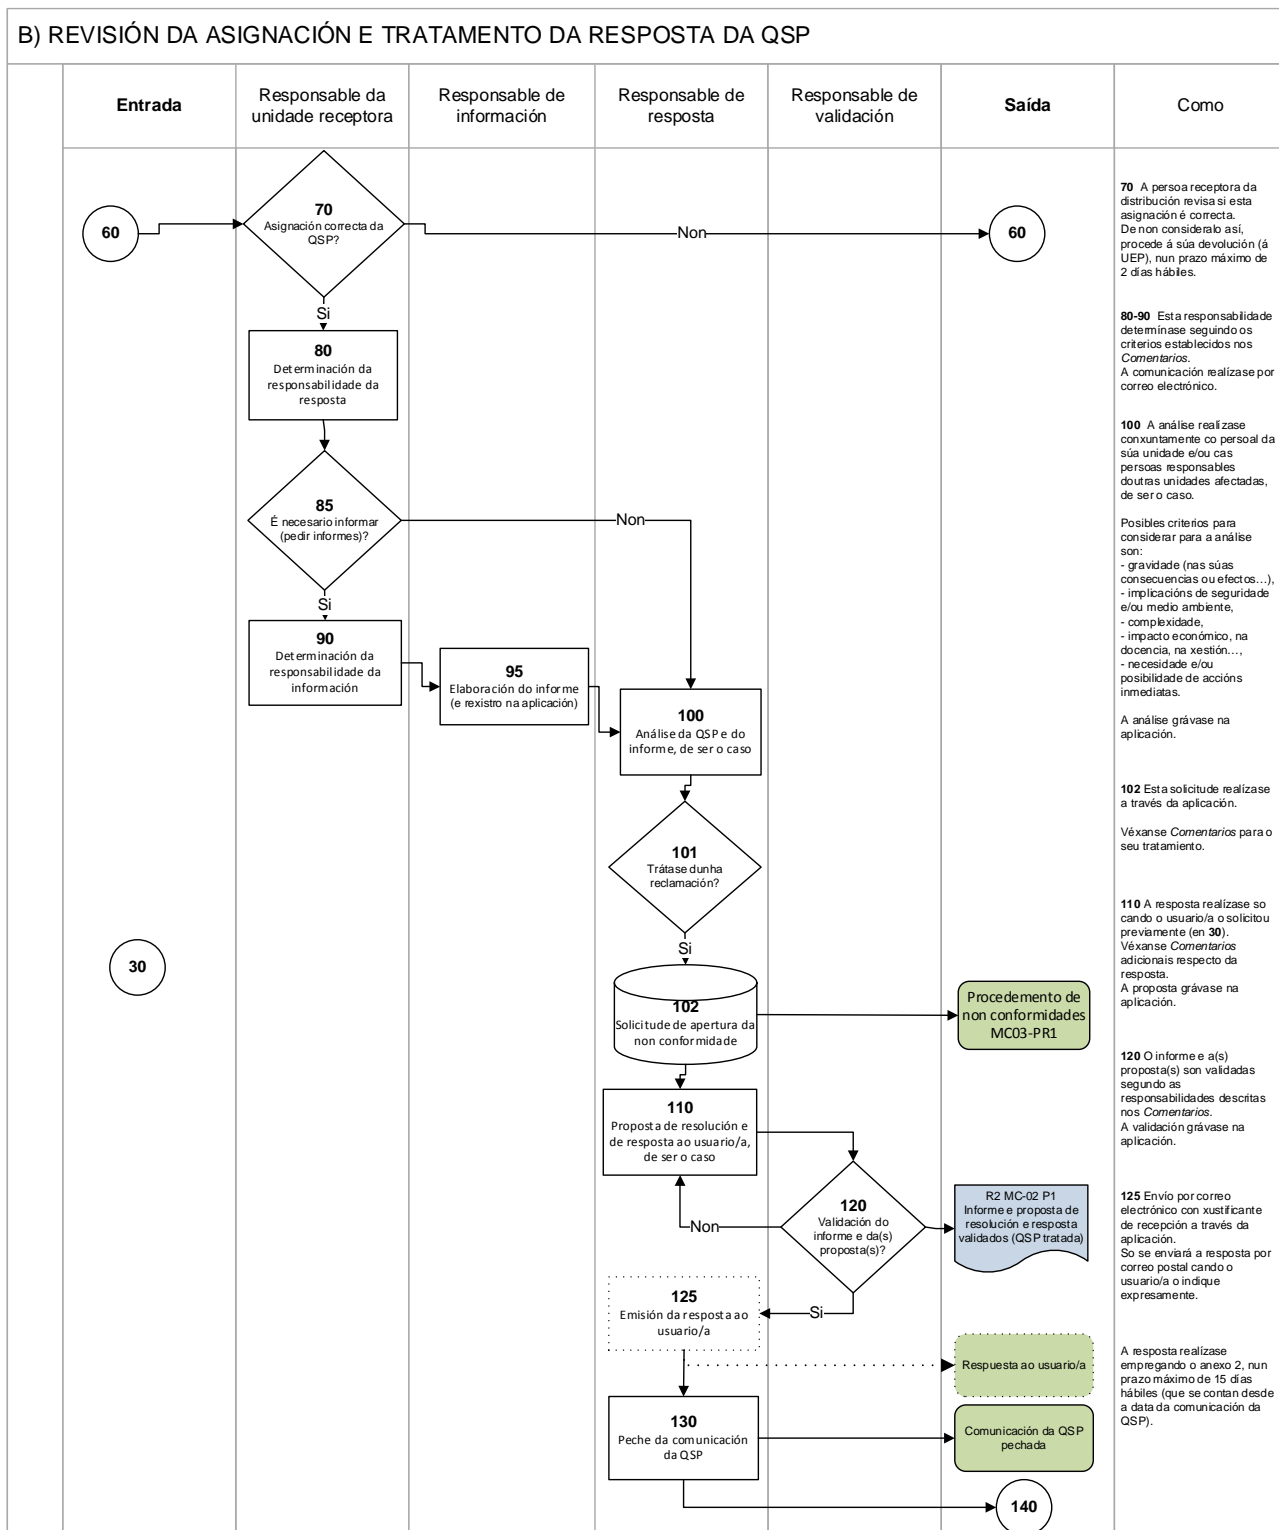 B) REVISIÓN DA ASIGNACIÓN E TRATAMENTO DA RESPOSTA DA QSP
Entrada
Responsable da
unidade receptora
Responsable de
información
Responsable de
resposta
Responsable de
validación
Saída
Como
60
70
Asignación correcta da
QSP?
Non
60
Si
80
Determinación da
responsabilidade da
resposta
85
É necesario informar
(pedir informes)?
Non
Si
90
Determinación da
responsabilidade da
información
95
Elaboración do informe
(e rexistro na aplicación)
100
Análise da QSP e do
informe, de ser o caso
101
Trátase dunha
reclamación?
Si
30
102
Solicitude de apertura da
non conformidade
Procedemento de
non conformidades
MC03-PR1
110
Proposta de resolución e
de resposta ao usuario/a,
de ser o caso
120
Validación do
informe e da(s)
proposta(s)?
Non
R2 MC-02 P1
Informe e proposta de
resolución e resposta
validados (QSP tratada)
Si
125
Emisión da resposta ao
usuario/a
Respuesta ao usuario/a
130
Peche da comunicación
da QSP
Comunicación da QSP
pechada
140
70 A persoa receptora da
distribución revisa si esta
asignación é correcta.
De non consideralo así,
procede á súa devolución (á
UEP), nun prazo máximo de
2 días hábiles.
80-90 Esta responsabilidade
determínase seguindo os
criterios establecidos nos
Comentarios.
A comunicación realízase por
correo electrónico.
100 A análise realízase
conxuntamente co persoal da
súa unidade e/ou cas
persoas responsables
doutras unidades afectadas,
de ser o caso.
Posibles criterios para
considerar para a análise
son:
- gravidade (nas súas
consecuencias ou efectos...),
- implicacións de seguridade
e/ou medio ambiente,
- complexidade,
- impacto económico, na
docencia, na xestión...,
- necesidade e/ou
posibilidade de accións
inmediatas.
A análise grávase na
aplicación.
102 Esta solicitude realízase
a través da aplicación.
Véxanse Comentarios para o
seu tratamiento.
110 A resposta realízase so
cando o usuario/a o solicitou
previamente (en 30).
Véxanse Comentarios
adicionais respecto da
resposta.
A proposta grávase na
aplicación.
120 O informe e a(s)
proposta(s) son validadas
segundo as
responsabilidades descritas
nos Comentarios.
A validación grávase na
aplicación.
125 Envío por correo
electrónico con xustificante
de recepción a través da
aplicación.
So se enviará a resposta por
correo postal cando o
usuario/a o indique
expresamente.
A resposta realízase
empregando o anexo 2, nun
prazo máximo de 15 días
hábiles (que se contan desde
a data da comunicación da
QSP).